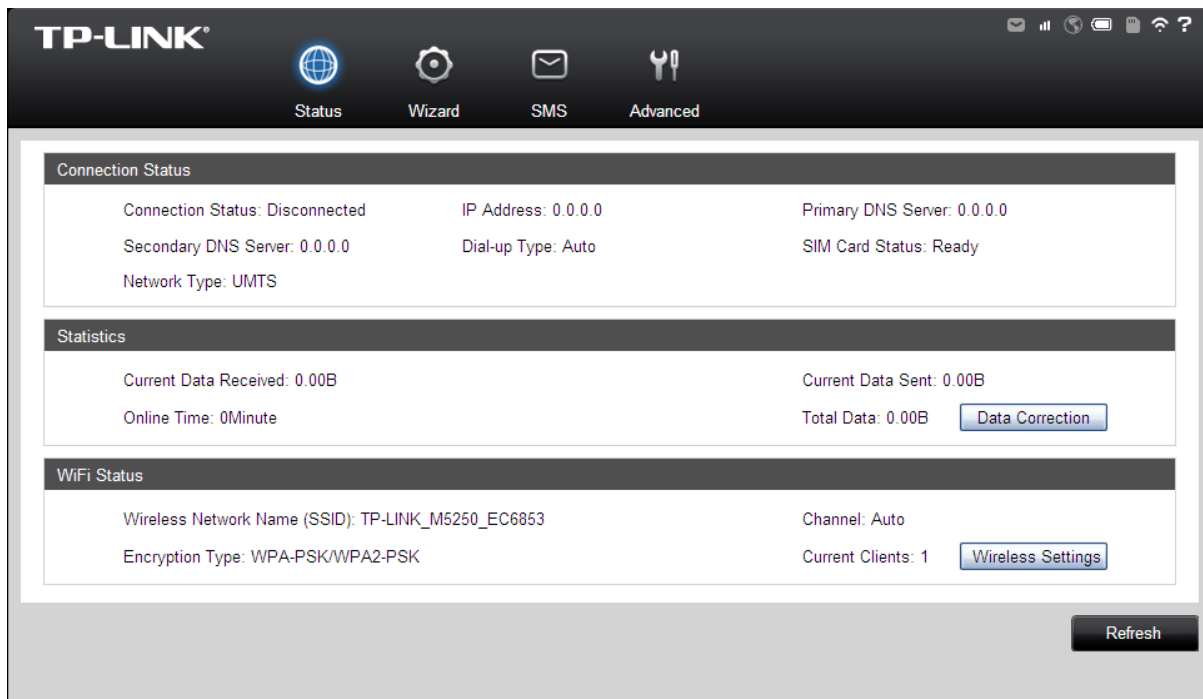 TP-LINK®
?
Status Wizard SMS Advanced
Connection Status
Connection Status: Disconnected IP Address: 0.0.0.0 Primary DNS Server: 0.0.0.0
Secondary DNS Server: 0.0.0.0 Dial-up Type: Auto SIM Card Status: Ready
Network Type: UMTS
Statistics
Current Data Received: 0.00B Current Data Sent: 0.00B
Online Time: 0Minute Total Data: 0.00B Data Correction
WiFi Status
Wireless Network Name (SSID): TP-LINK_M5250_EC6853 Channel: Auto
Encryption Type: WPA-PSK/WPA2-PSK Current Clients: 1 Wireless Settings
Refresh